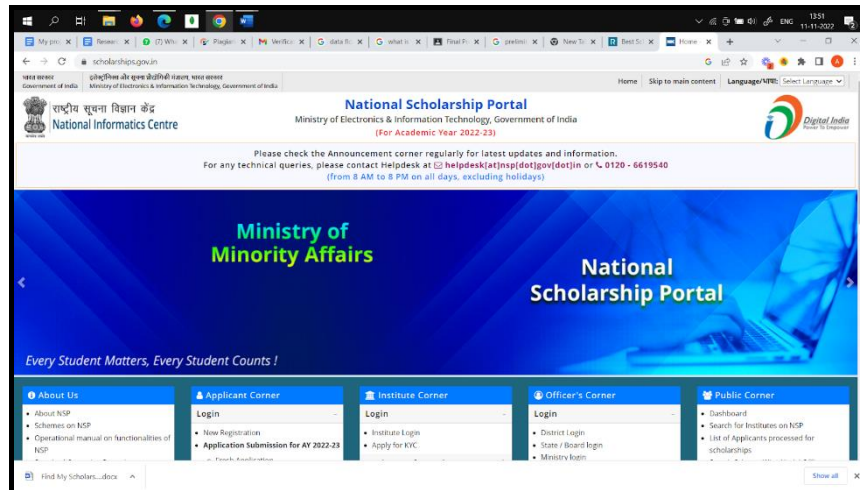 13:51
ENG
11-11-2022
My pro
Researc
(7) Wha
Plagiari
Verifica
data So
what is
Final Pr
prelimi
New Ta
Best Sc
Home
scholarships.gov.in
भारत सरकार
Government of India
इलेक्ट्रॉनिक्स और सूचना प्रौद्योगिकी मंत्रालय, भारत सरकार
Ministry of Electronics & Information Technology, Government of India
Home Skip to main content Language/भाषा: Select Language
राष्ट्रीय सूचना विज्ञान केंद्र
National Informatics Centre
National Scholarship Portal
Ministry of Electronics & Information Technology, Government of India
(For Academic Year 2022-23)
Digital India
Power To Empower
Please check the Announcement corner regularly for latest updates and information.
For any technical queries, please contact Helpdesk at helpdesk[at]nsp[dot]gov[dot]in or 0120 - 6619540
(from 8 AM to 8 PM on all days, excluding holidays)
Ministry of
Minority Affairs
National
Scholarship Portal
Every Student Matters, Every Student Counts !
About Us
• About NSP
• Schemes on NSP
• Operational manual on functionalities of
NSP
Applicant Corner
Login
• New Registration
• Application Submission for AY 2022-23
Fresh Application
Institute Corner
Login
• Institute Login
• Apply for KYC
Officer's Corner
Login
• District Login
• State / Board login
• Ministry login
Public Corner
• Dashboard
• Search for Institutes on NSP
• List of Applicants processed for
scholarships
Find My Scholars....docx
Show all